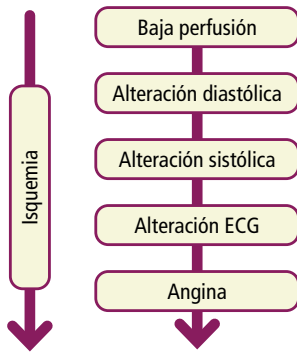 Isquemia
Baja perfusión
Alteración diastólica
Alteración sistólica
Alteración ECG
Angina